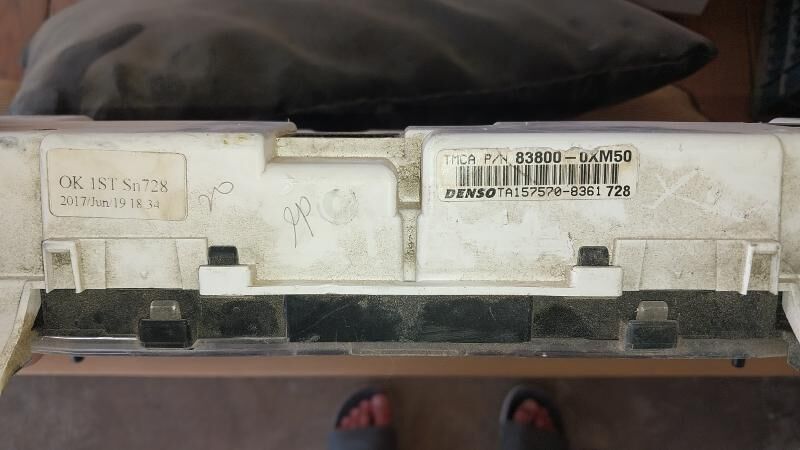 OK 1ST Sn728
2017/Jun/19 18 34
TMCA P/N 83800-0XM50
DENSO TA157570-8361 728